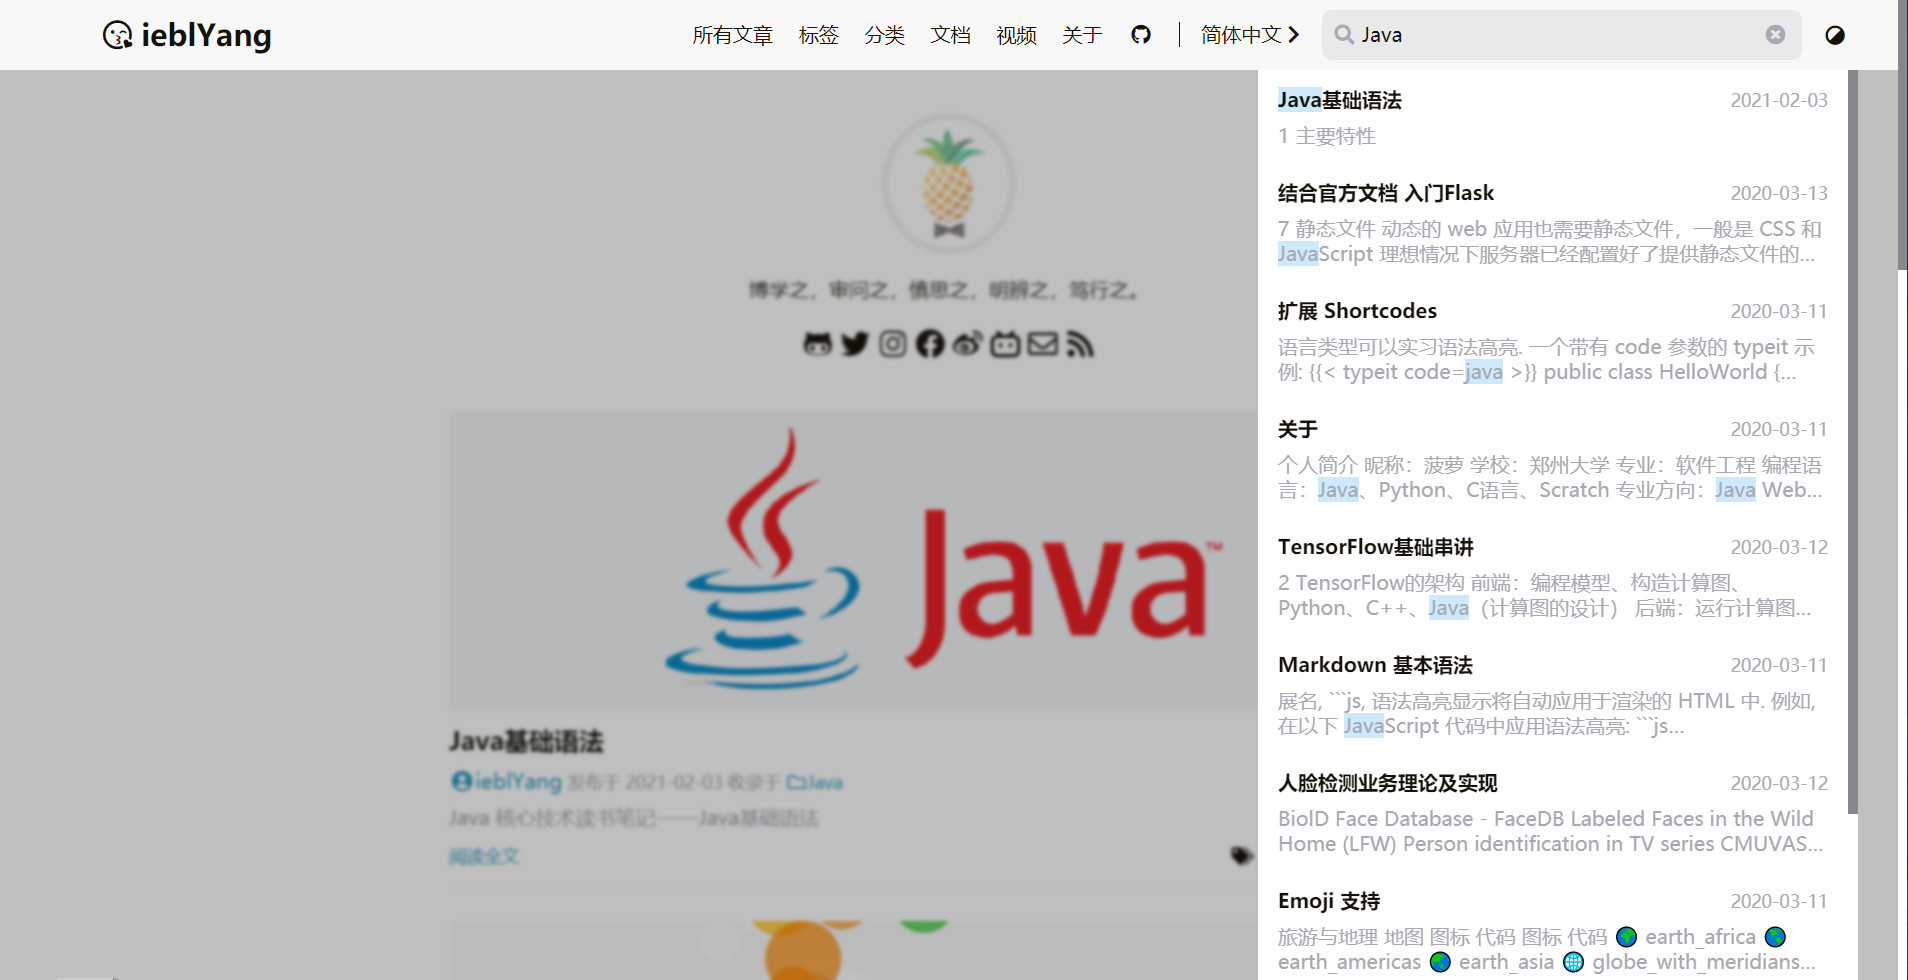 ieblYang
所有文章 标签 分类 文档 视频 关于 简体中文 Java
博学之，审问之，慎思之，明辨之，笃行之。
Java™
Java基础语法
ieblYang 发布于 2021-02-03 收录于 Java
Java 核心技术读书笔记——Java基础语法
阅读全文
Java基础语法 2021-02-03
1 主要特性
结合官方文档 入门Flask 2020-03-13
7 静态文件 动态的 web 应用也需要静态文件，一般是 CSS 和
JavaScript 理想情况下服务器已经配置好了提供静态文件的...
扩展 Shortcodes 2020-03-11
语言类型可以实习语法高亮. 一个带有 code 参数的 typeit 示
例: {{< typeit code=java >}} public class HelloWorld {...
关于 2020-03-11
个人简介 昵称：菠萝 学校：郑州大学 专业：软件工程 编程语
言：Java、Python、C语言、Scratch 专业方向：Java Web...
TensorFlow基础串讲 2020-03-12
2 TensorFlow的架构 前端：编程模型、构造计算图、
Python、C++、Java（计算图的设计） 后端：运行计算图...
Markdown 基本语法 2020-03-11
展名, ```js, 语法高亮显示将自动应用于渲染的 HTML 中. 例如,
在以下 JavaScript 代码中应用语法高亮: ```js...
人脸检测业务理论及实现 2020-03-12
BioID Face Database - FaceDB Labeled Faces in the Wild
Home (LFW) Person identification in TV series CMUVAS...
Emoji 支持 2020-03-11
旅游与地理 地图 图标 代码 图标 代码 🌍 earth_africa 🌎
earth_americas 🌏 earth_asia 🌐 globe_with_meridians...